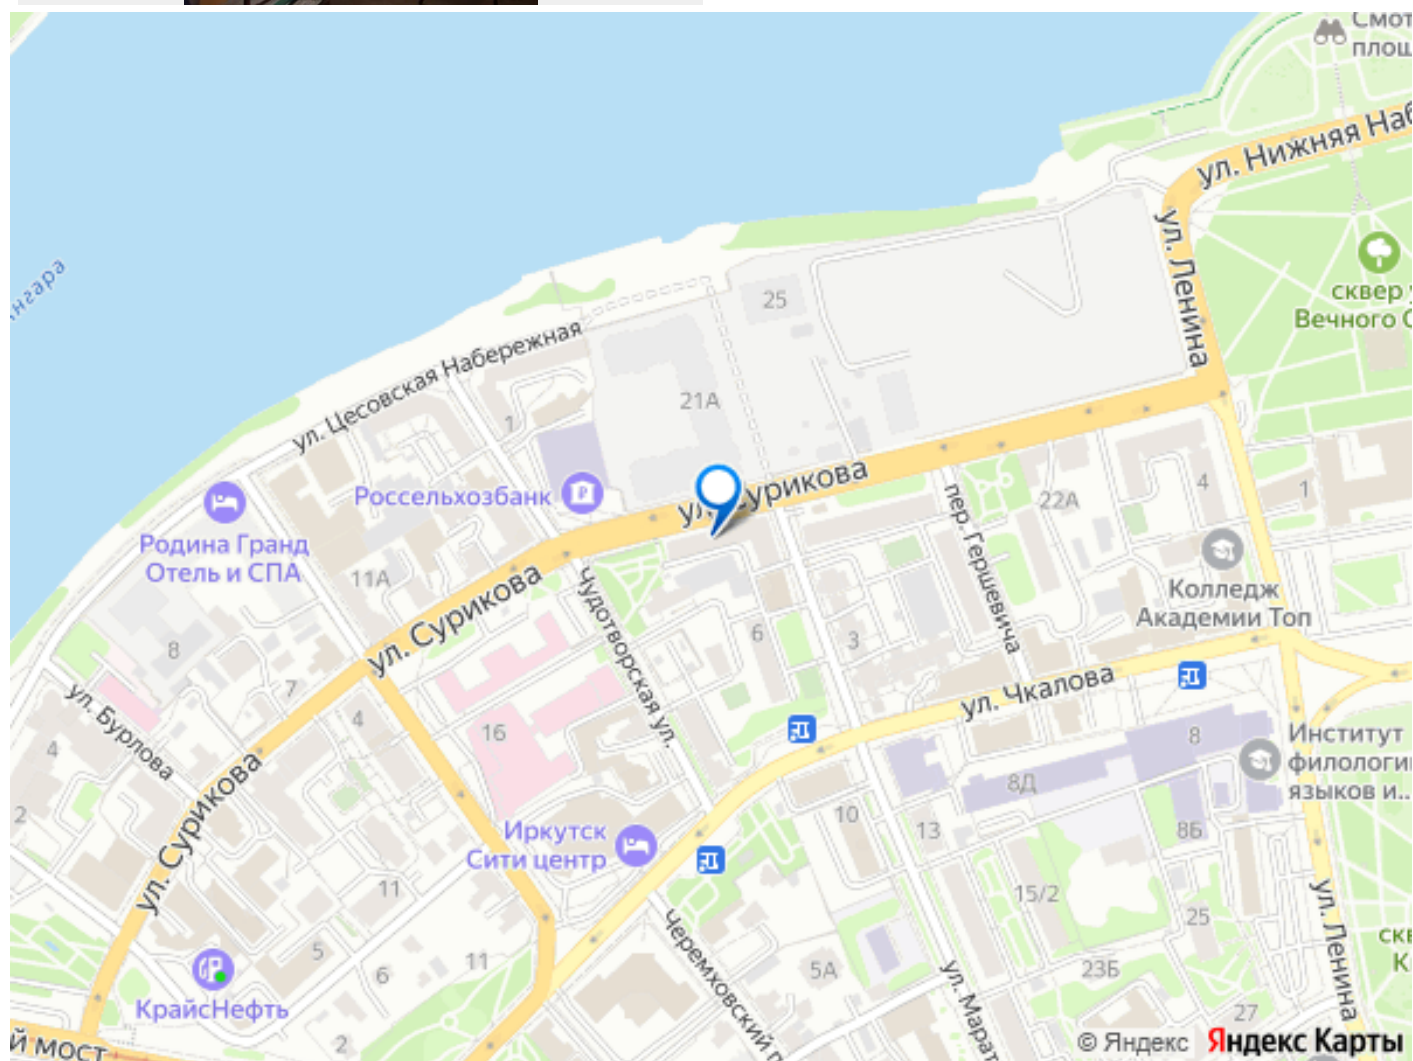 Смот
площ
ул. Нижняя Наб
ул. Ленина
сквер у
Вечного О
нгара
25
ул. Цесовская Набережная
21А
1
Россельхозбанк
ул. Сурикова
пер. Гершевича
22А
4
1
Родина Гранд
Отель и СПА
11А
ул. Сурикова
Чудотворская ул.
Колледж
Академии Топ
8
6
3
7
4
ул. Чкалова
ул. Бурлова
4
16
8
Институт
филологи
языков и...
8Д
2
ул. Сурикова
Иркутск
Сити центр
10
13
8Б
11
15/2
ул. Ленина
25
5
6
11
Черемховский п
5А
ул. Марат
23Б
скв
К
КрайсНефть
27
й мост
2
© Яндекс Яндекс Карты